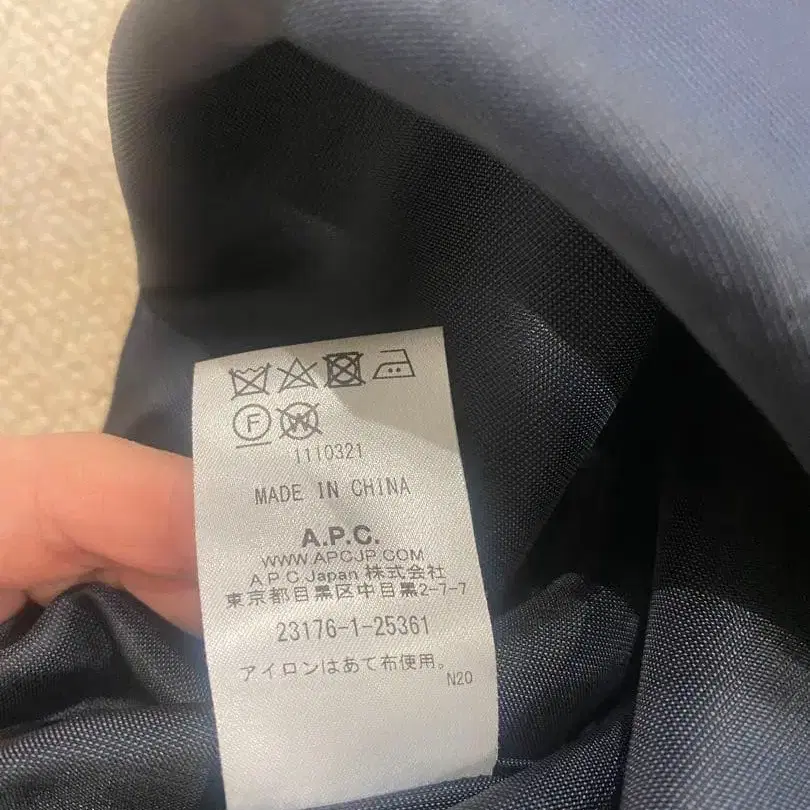 F W
1110321
MADE IN CHINA
A.P.C.
WWW.APCJP.COM
A.P.C.Japan 株式会社
東京都目黒区中目黒2-7-7
23176-1-25361
アイロンはあて布使用。
N20